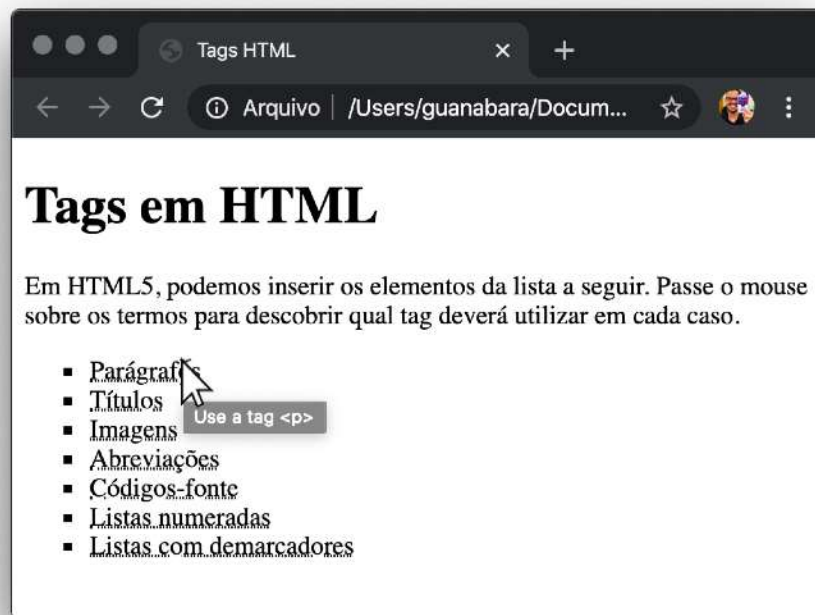 Tags HTML
Arquivo | /Users/guanabara/Docum...
Tags em HTML
Em HTML5, podemos inserir os elementos da lista a seguir. Passe o mouse
sobre os termos para descobrir qual tag deverá utilizar em cada caso.
Parágrafos
Títulos
Use a tag <p>
Imagens
Abreviações
Códigos-fonte
Listas numeradas
Listas com demarcadores